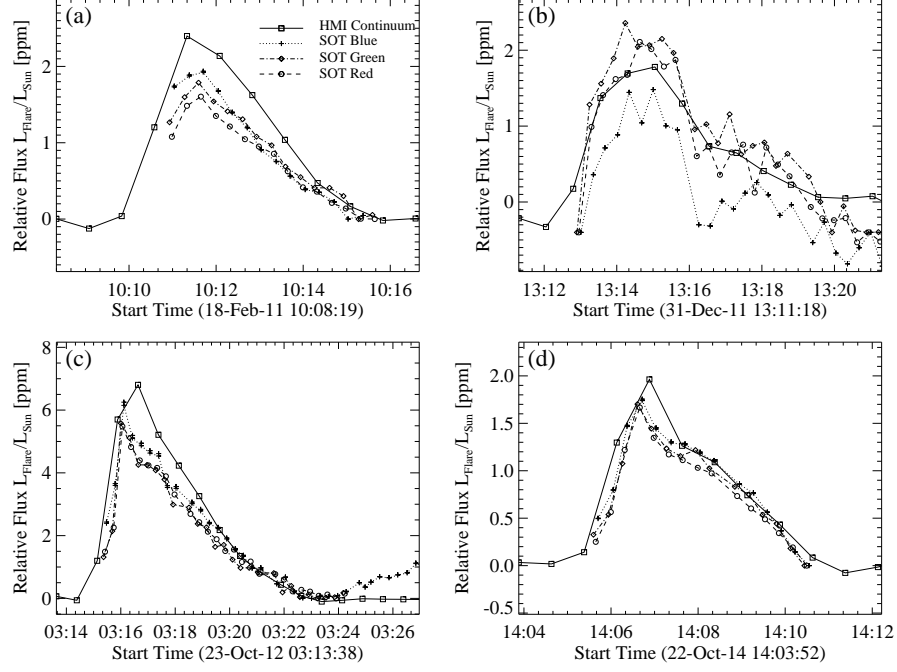 (a)
HMI Continuum
SOT Blue
SOT Green
SOT Red
Relative Flux L_Flare/L_Sun [ppm]
2
1
0
10:10 10:12 10:14 10:16
Start Time (18-Feb-11 10:08:19)
(b)
Relative Flux L_Flare/L_Sun [ppm]
2
1
0
13:12 13:14 13:16 13:18 13:20
Start Time (31-Dec-11 13:11:18)
(c)
Relative Flux L_Flare/L_Sun [ppm]
8
6
4
2
0
03:14 03:16 03:18 03:20 03:22 03:24 03:26
Start Time (23-Oct-12 03:13:38)
(d)
Relative Flux L_Flare/L_Sun [ppm]
2.0
1.5
1.0
0.5
0.0
-0.5
14:04 14:06 14:08 14:10 14:12
Start Time (22-Oct-14 14:03:52)